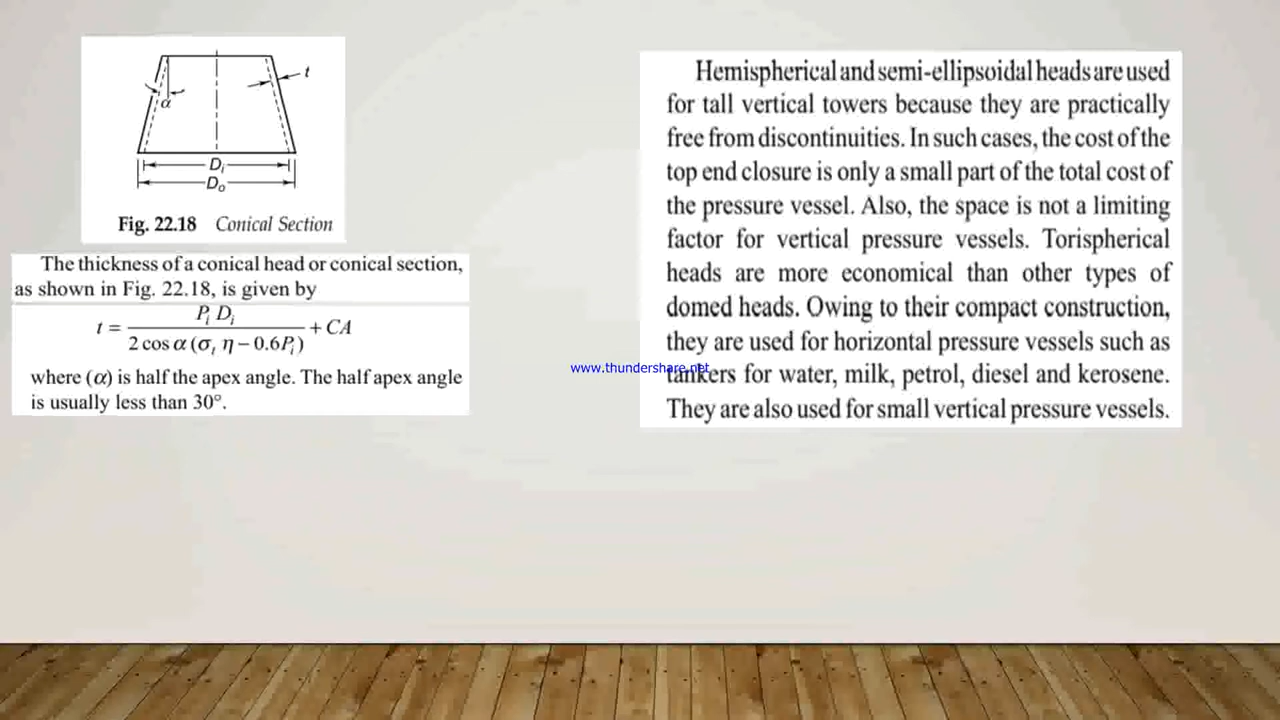 t
α
Di
Do
Fig. 22.18 Conical Section
The thickness of a conical head or conical section,
as shown in Fig. 22.18, is given by
t = Pi Di / 2 cos α (σt η − 0.6Pi) + CA
where (α) is half the apex angle. The half apex angle
is usually less than 30°.
Hemispherical and semi-ellipsoidal heads are used
for tall vertical towers because they are practically
free from discontinuities. In such cases, the cost of the
top end closure is only a small part of the total cost of
the pressure vessel. Also, the space is not a limiting
factor for vertical pressure vessels. Torispherical
heads are more economical than other types of
domed heads. Owing to their compact construction,
they are used for horizontal pressure vessels such as
tankers for water, milk, petrol, diesel and kerosene.
They are also used for small vertical pressure vessels.
www.thundershare.net